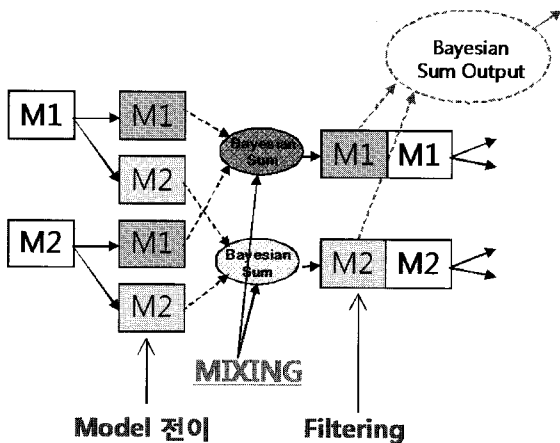 Bayesian
Sum Output
M1
M1
M2
M2
M1
M2
Bayesian
Sum
Bayesian
Sum
M1
M1
M2
M2
MIXING
Model 전이
Filtering